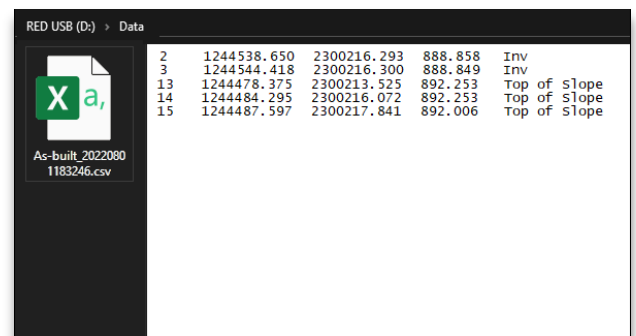 RED USB (D:) > Data
X a,
As-built_2022080
1183246.csv
2 1244538.650 2300216.293 888.858 Inv
3 1244544.418 2300216.300 888.849 Inv
13 1244478.375 2300213.525 892.253 Top of Slope
14 1244484.295 2300216.072 892.253 Top of Slope
15 1244487.597 2300217.841 892.006 Top of Slope